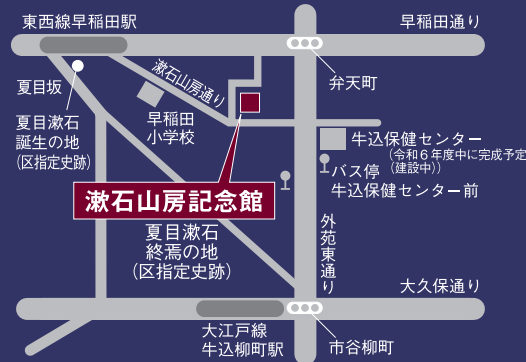 東西線早稲田駅
早稲田通り
夏目坂
漱石山房通り
弁天町
夏目漱石
誕生の地
(区指定史跡)
早稲田
小学校
牛込保健センター
(令和6年度中に完成予定
(建設中))
バス停
牛込保健センター前
漱石山房記念館
夏目漱石
終焉の地
(区指定史跡)
外苑東通り
大久保通り
大江戸線
牛込柳町駅
市谷柳町